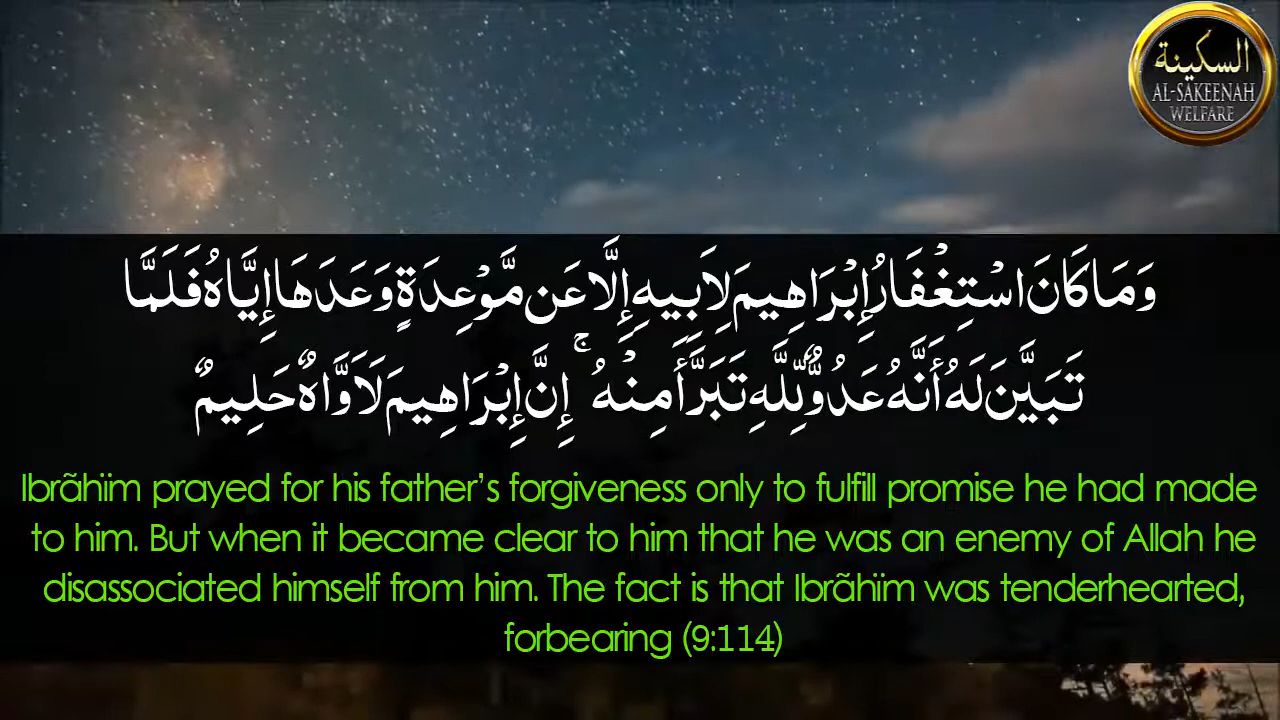 السكينة
AL-SAKEENAH
WELFARE
وَمَا كَانَ اسْتِغْفَارُ إِبْرَاهِيمَ لِأَبِيهِ إِلَّا عَن مَّوْعِدَةٍ وَعَدَهَا إِيَّاهُ فَلَمَّا
تَبَيَّنَ لَهُ أَنَّهُ عَدُوٌّ لِّلَّهِ تَبَرَّأَ مِنْهُ ۚ إِنَّ إِبْرَاهِيمَ لَأَوَّاهٌ حَلِيمٌ
Ibrãhïm prayed for his father’s forgiveness only to fulfill promise he had made
to him. But when it became clear to him that he was an enemy of Allah he
disassociated himself from him. The fact is that Ibrãhïm was tenderhearted,
forbearing (9:114)